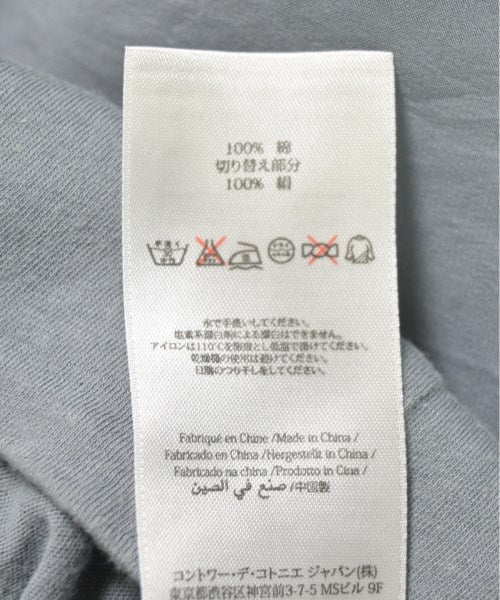 100% 綿
切り替え部分
100% 絹
手洗イ
水で手洗いしてください。
塩素系漂白剤による漂白はできません。
アイロンは110℃を限度とし低温で掛けてください。
乾燥機の使用は避けてください。
日陰のつり干しをしてください。
Fabriqué en Chine /Made in China /
Fabricado en China /Hergestellt in China /
Fabricado na china /Prodotto in Cina /
صنع في الصين /中国製
コントワー・デ・コトニエ ジャパン(株)
東京都渋谷区神宮前3-7-5 MSビル 9F